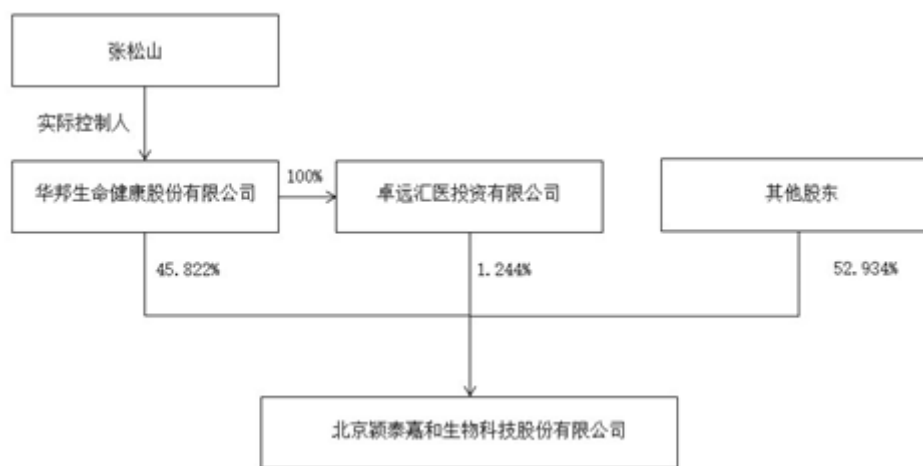 张松山
实际控制人
华邦生命健康股份有限公司
100%
卓远汇医投资有限公司
其他股东
45.822%
1.244%
52.934%
北京颖泰嘉和生物科技股份有限公司